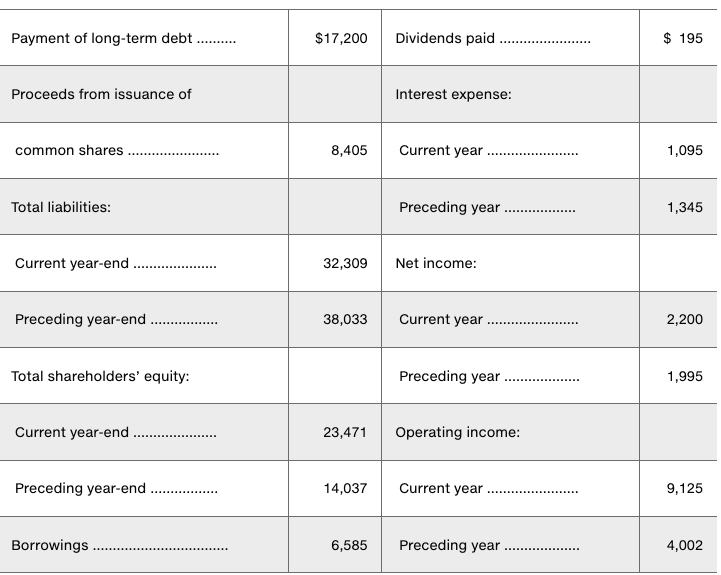 Payment of long-term debt .......... $17,200 Dividends paid ....................... $ 195
Proceeds from issuance of Interest expense:
common shares ....................... 8,405 Current year ....................... 1,095
Total liabilities: Preceding year .................. 1,345
Current year-end ..................... 32,309 Net income:
Preceding year-end ................. 38,033 Current year ....................... 2,200
Total shareholders’ equity: Preceding year ................... 1,995
Current year-end ..................... 23,471 Operating income:
Preceding year-end ................. 14,037 Current year ....................... 9,125
Borrowings .................................. 6,585 Preceding year ................... 4,002